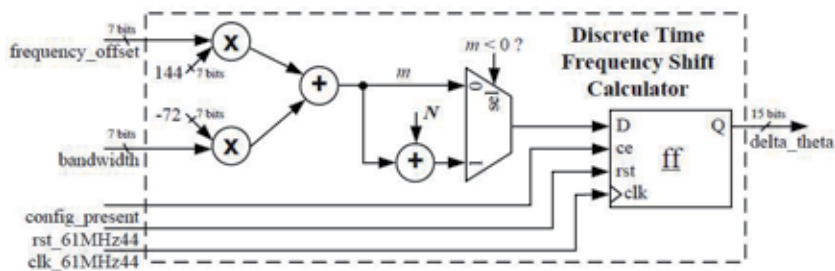 7 bits
frequency_offset
144
7 bits
X
-72
7 bits
X
7 bits
bandwidth
+
m
N
+
m < 0 ?
0
sel
1
Discrete Time
Frequency Shift
Calculator
D
Q
ce
ff
rst
clk
15 bits
delta_theta
config_present
rst_61MHz44
clk_61MHz44